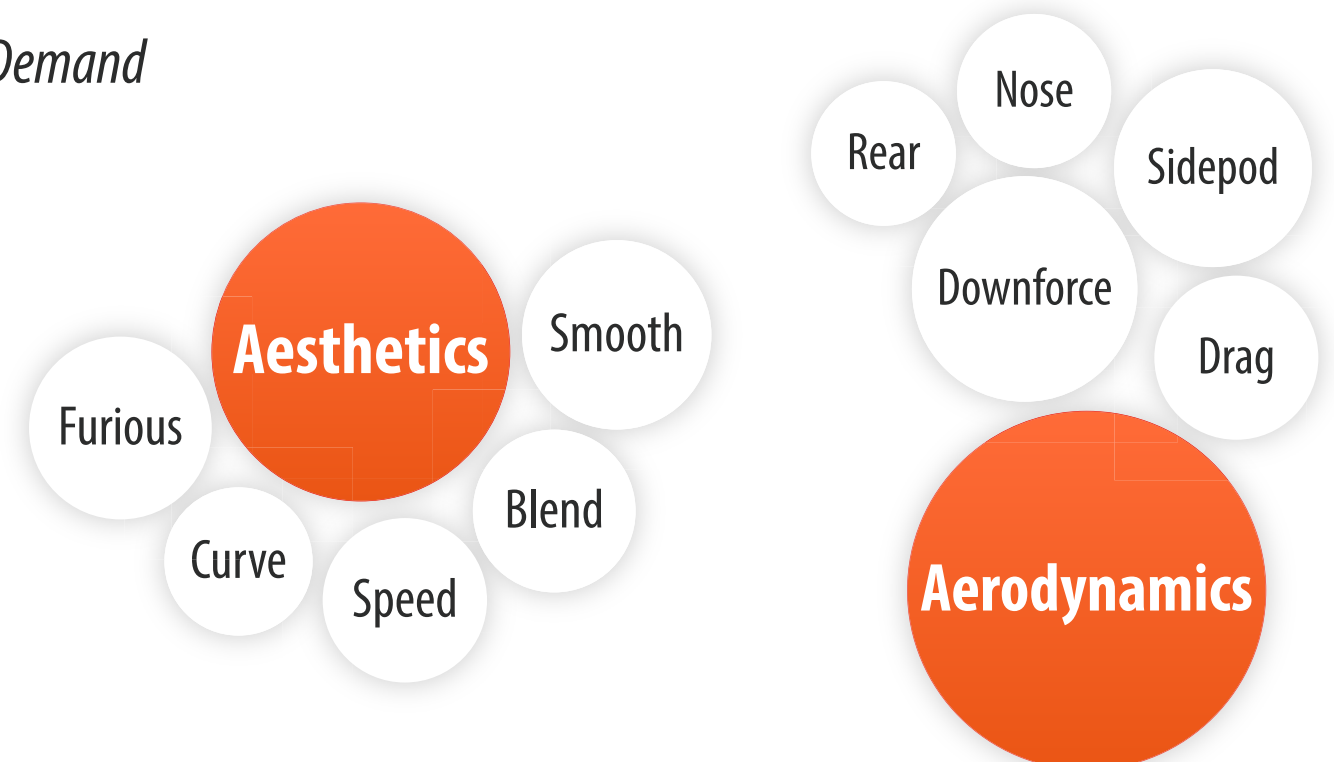 Demand
Aesthetics
Furious
Curve
Speed
Blend
Smooth
Rear
Nose
Sidepod
Downforce
Drag
Aerodynamics